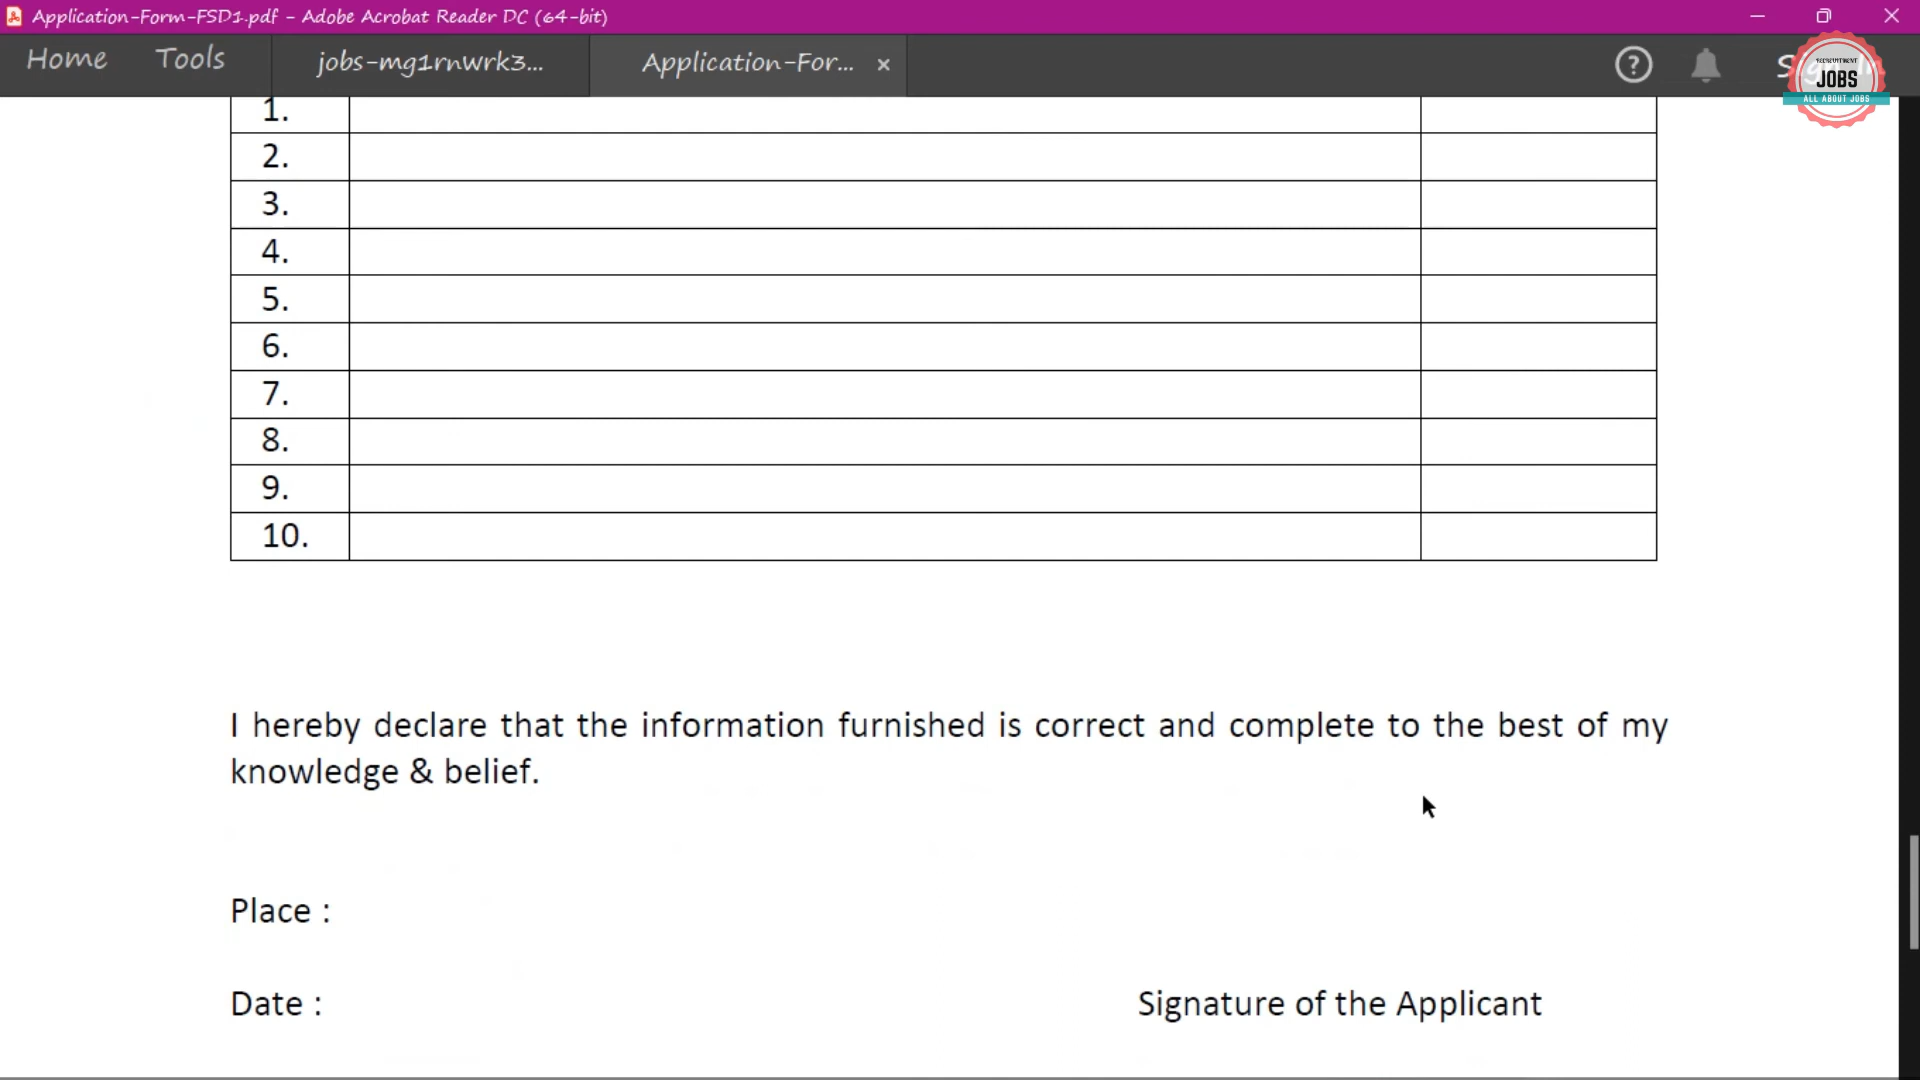 Application-Form-FSD1.pdf - Adobe Acrobat Reader DC (64-bit)
Home Tools jobs-mg1rnwrk3... Application-For...
RECRUITMENT
JOBS
ALL ABOUT JOBS
1.
2.
3.
4.
5.
6.
7.
8.
9.
10.
I hereby declare that the information furnished is correct and complete to the best of my
knowledge & belief.
Place :
Date : Signature of the Applicant